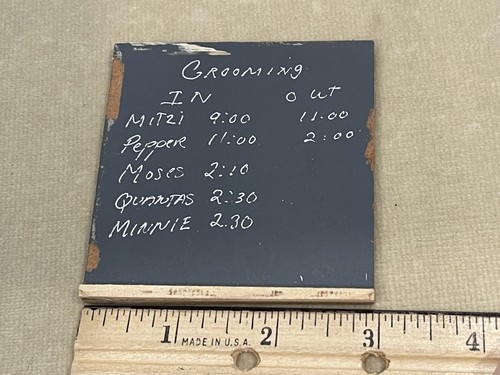 Grooming
IN out
MITZI 9:00 11:00
Pepper 11:00 2:00
Moses 2:10
QUANTAS 2:30
MINNIE 2.30
1 MADE IN U.S.A. 2 3 4